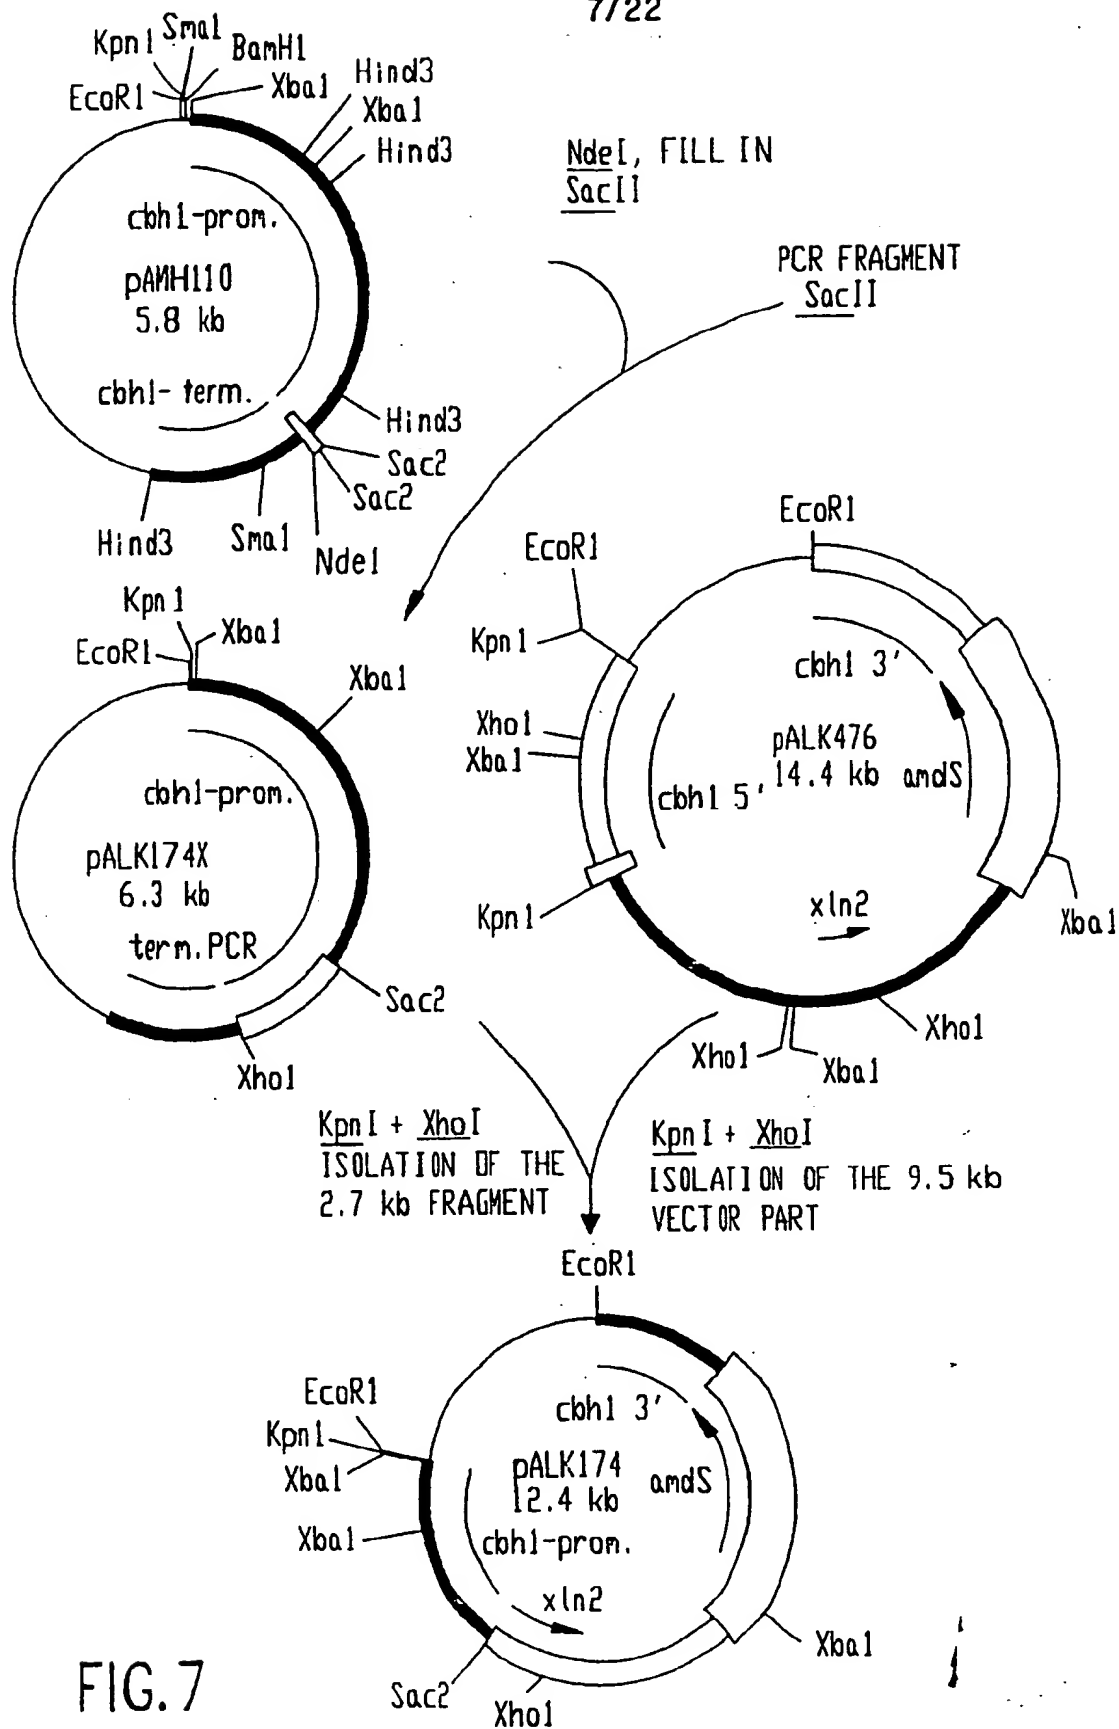 7/22
Kpn1
Sma1
BamH1
EcoR1
Xba1
Hind3
Xba1
Hind3
cbh1-prom.
pAMH110
5.8 kb
cbh1- term.
Hind3
Sac2
Sac2
Nde1
Sma1
Hind3
NdeI, FILL IN
SacII
PCR FRAGMENT
SacII
Kpn1
EcoR1
Xba1
Xba1
cbh1-prom.
pALK174X
6.3 kb
term.PCR
Sac2
Xho1
EcoR1
EcoR1
Kpn1
Xho1
Xba1
cbh1 3'
pALK476
14.4 kb
amdS
cbh1 5'
Kpn1
xln2
Xba1
Xho1
Xho1
Xba1
KpnI + XhoI
ISOLATION OF THE
2.7 kb FRAGMENT
KpnI + XhoI
ISOLATION OF THE 9.5 kb
VECTOR PART
EcoR1
EcoR1
Kpn1
Xba1
Xba1
cbh1 3'
pALK174
12.4 kb
amdS
cbh1-prom.
xln2
Xba1
Sac2
Xho1
FIG.7